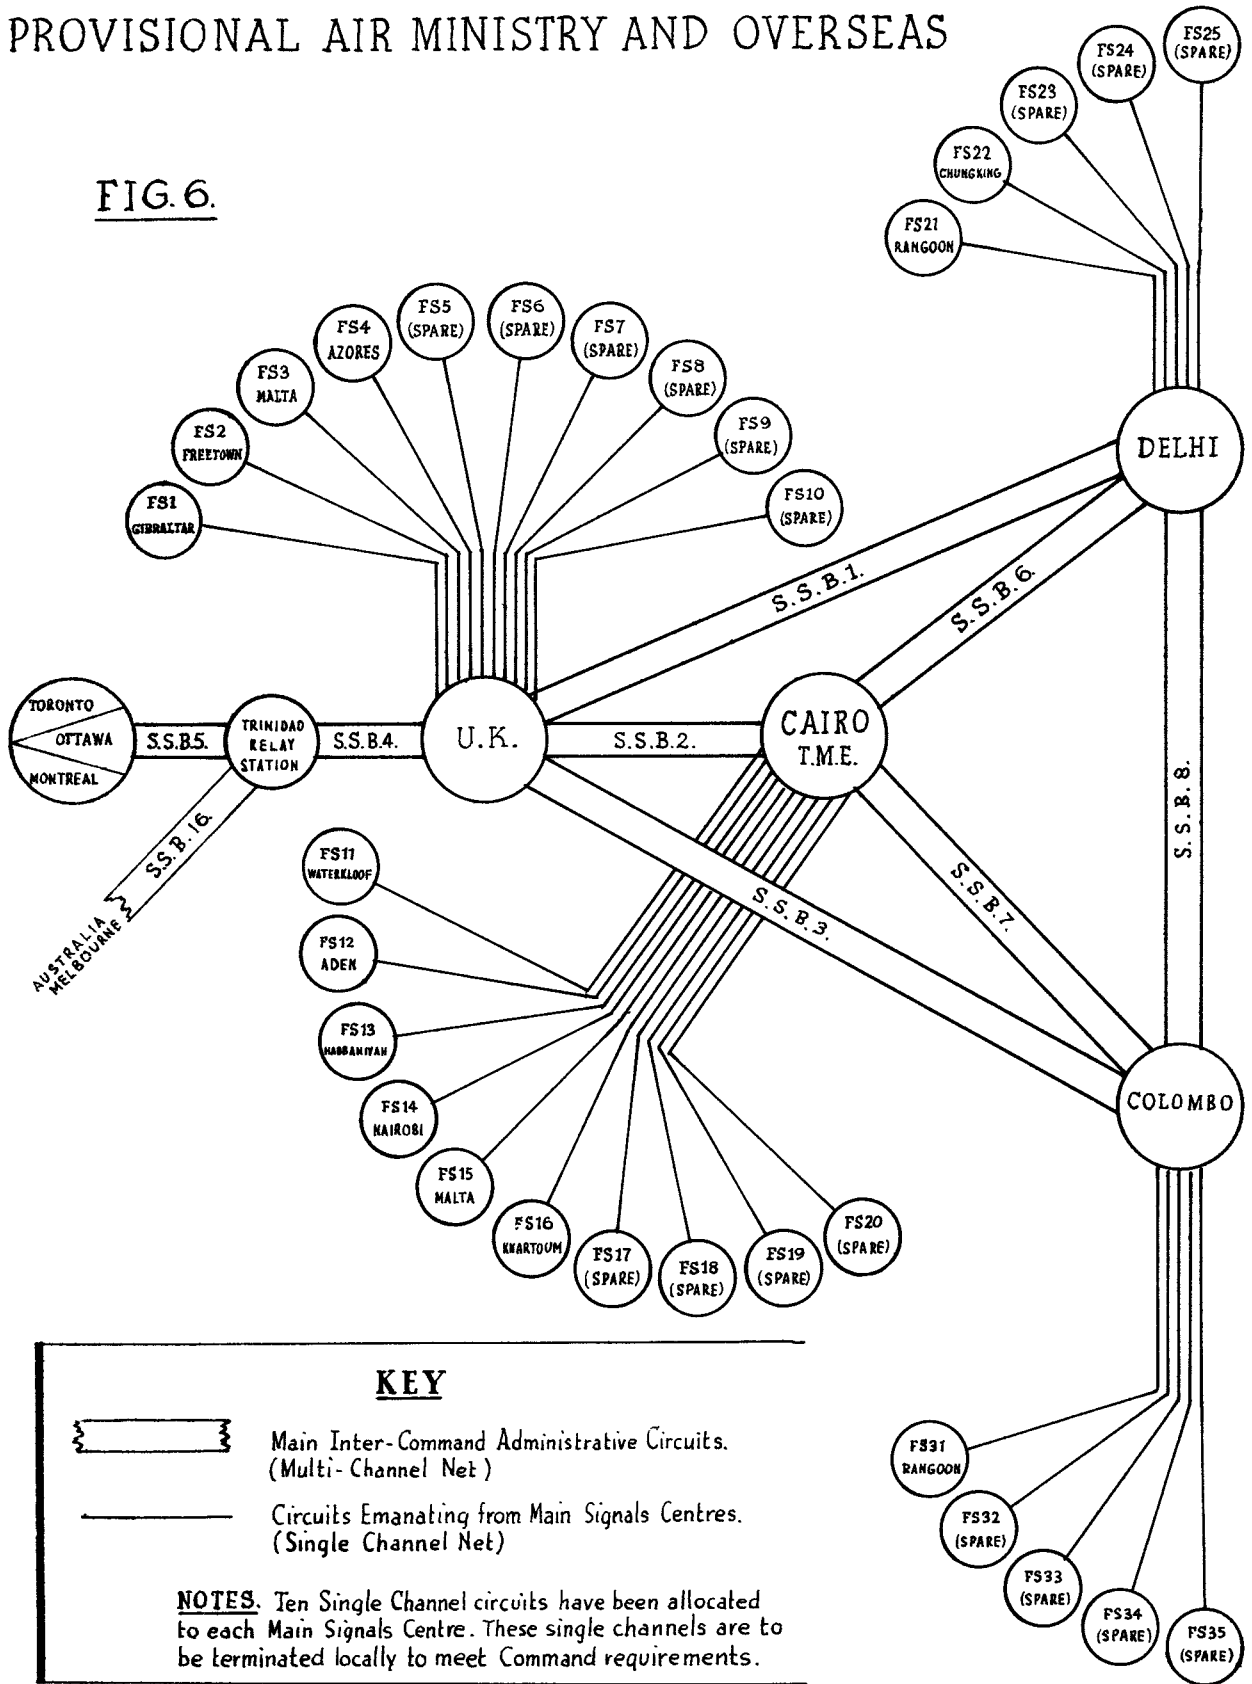 PROVISIONAL AIR MINISTRY AND OVERSEAS
FIG. 6.
FS25
(SPARE)
FS24
(SPARE)
FS23
(SPARE)
FS22
CHUNGKING
FS21
RANGOON
FS1
GIBRALTAR
FS2
FREETOWN
FS3
MALTA
FS4
AZORES
FS5
(SPARE)
FS6
(SPARE)
FS7
(SPARE)
FS8
(SPARE)
FS9
(SPARE)
FS10
(SPARE)
DELHI
S.S.B.1.
S.S.B.6.
TORONTO
OTTAWA
MONTREAL
S.S.B.5.
TRINIDAD
RELAY
STATION
S.S.B.4.
U.K.
S.S.B.2.
CAIRO
T.M.E.
S.S.B.8.
S.S.B.16.
AUSTRALIA
MELBOURNE
S.S.B.3.
S.S.B.7.
COLOMBO
FS11
WATERKLOOF
FS12
ADEN
FS13
HABBANIYAH
FS14
NAIROBI
FS15
MALTA
FS16
KHARTOUM
FS17
(SPARE)
FS18
(SPARE)
FS19
(SPARE)
FS20
(SPARE)
FS31
RANGOON
FS32
(SPARE)
FS33
(SPARE)
FS34
(SPARE)
FS35
(SPARE)
KEY
Main Inter-Command Administrative Circuits.
(Multi-Channel Net)
Circuits Emanating from Main Signals Centres.
(Single Channel Net)
NOTES. Ten Single Channel circuits have been allocated
to each Main Signals Centre. These single channels are to
be terminated locally to meet Command requirements.